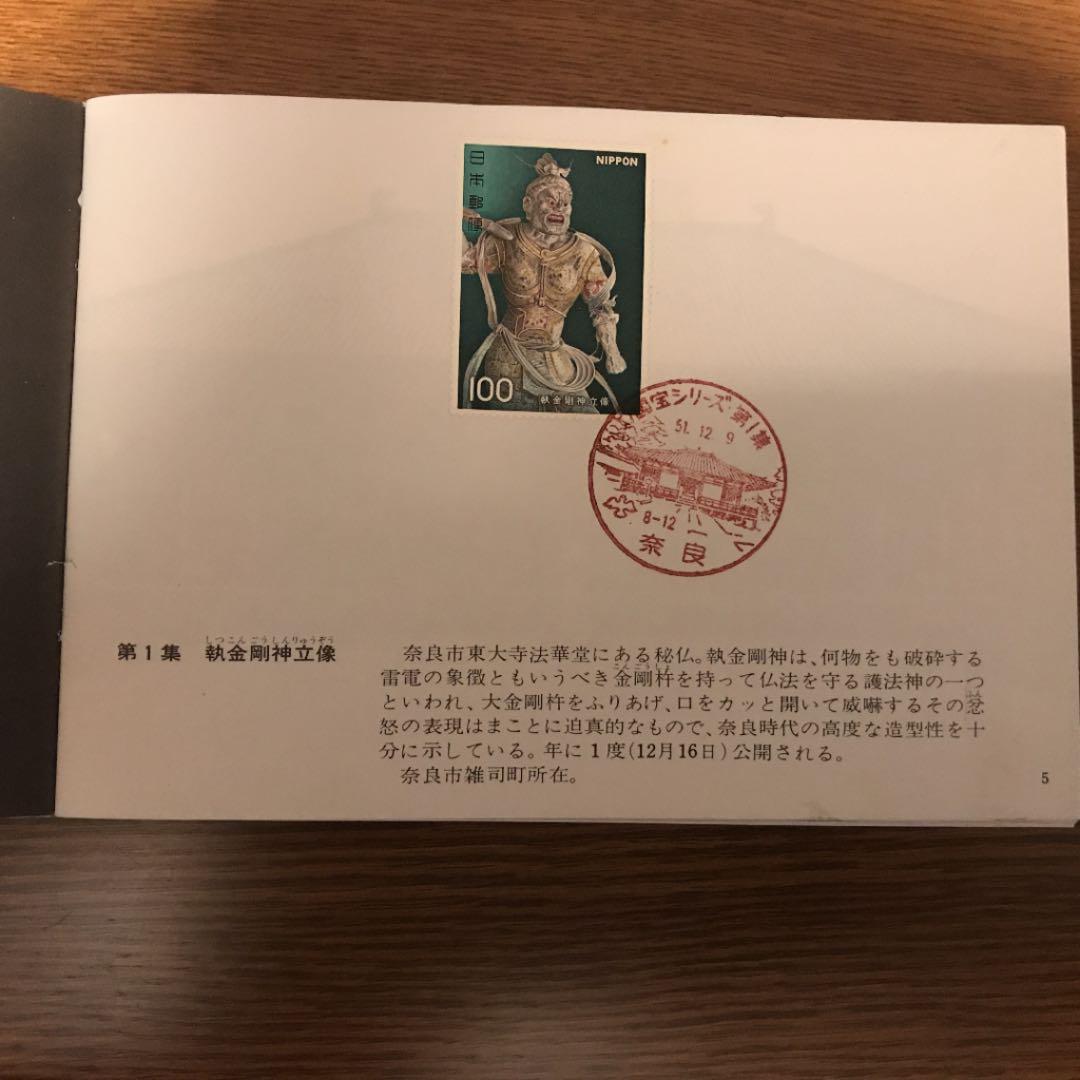 日本郵便
NIPPON
100
執金剛神立像
国宝シリーズ・第1集
51.12.9
8-12
奈良
しつこんごうしんりゅうぞう
第1集 執金剛神立像
奈良市東大寺法華堂にある秘仏。執金剛神は、何物をも破砕する
こんごうしょ
雷電の象徴ともいうべき金剛杵を持って仏法を守る護法神の一つ
といわれ、大金剛杵をふりあげ、口をカッと開いて威嚇するその忿
ふん
怒の表現はまことに迫真的なもので、奈良時代の高度な造型性を十
分に示している。年に1度(12月16日)公開される。
奈良市雑司町所在。
5